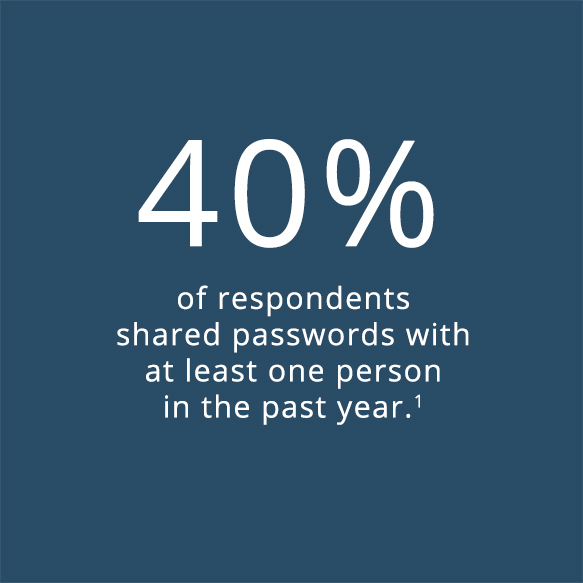 40%
of respondents
shared passwords with
at least one person
in the past year.¹